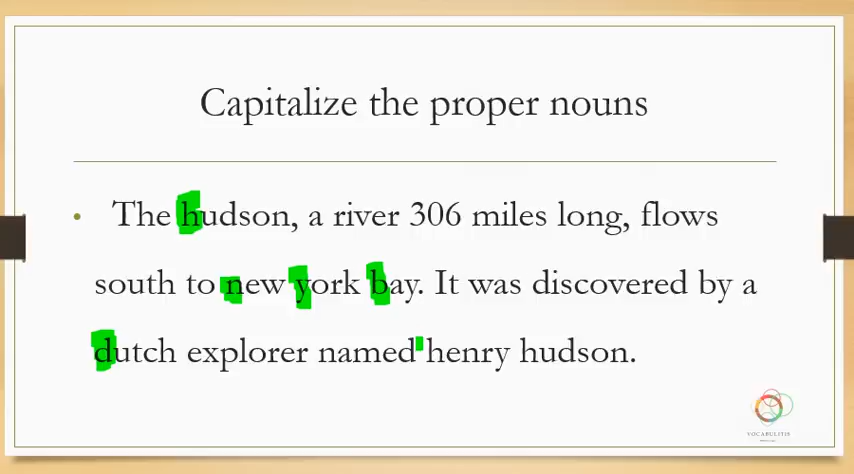 Capitalize the proper nouns
• The hudson, a river 306 miles long, flows
south to new york bay. It was discovered by a
dutch explorer named henry hudson.
VOCABULITIS